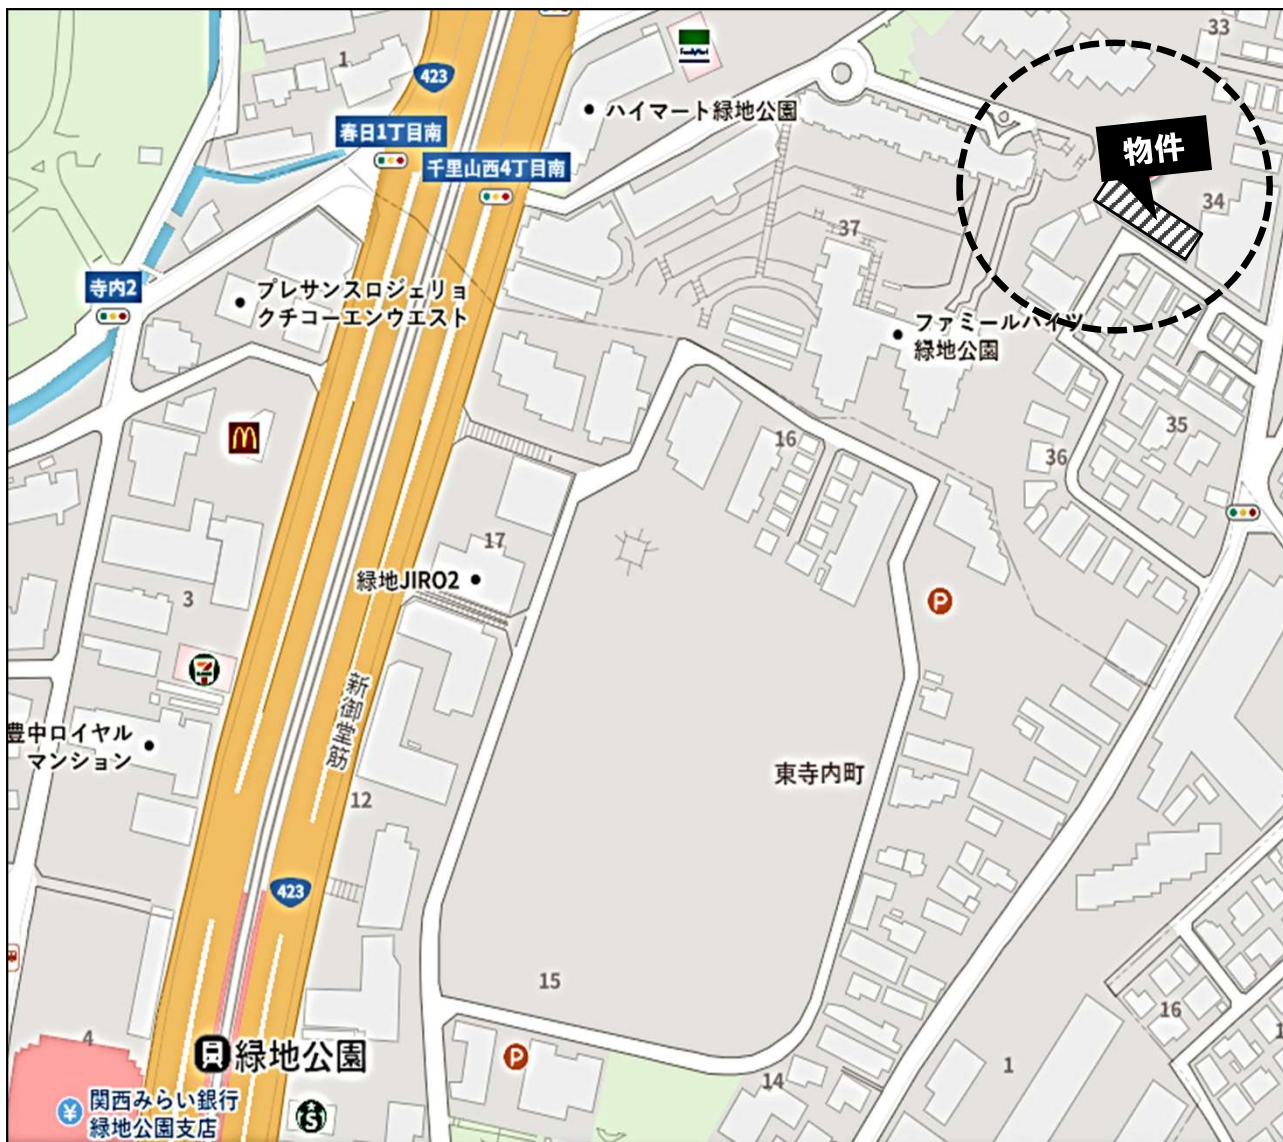 33
FamilyMart
1
423
ハイマート緑地公園
春日1丁目南
千里山西4丁目南
物件
34
37
寺内2
プレサンスロジェリョ
クチコーエンウエスト
ファミールハイツ
緑地公園
16
35
36
17
緑地JIRO2
P
3
7
新御堂筋
豊中ロイヤル
マンション
東寺内町
12
423
15
16
4
緑地公園
P
1
14
¥
関西みらい銀行
緑地公園支店
S